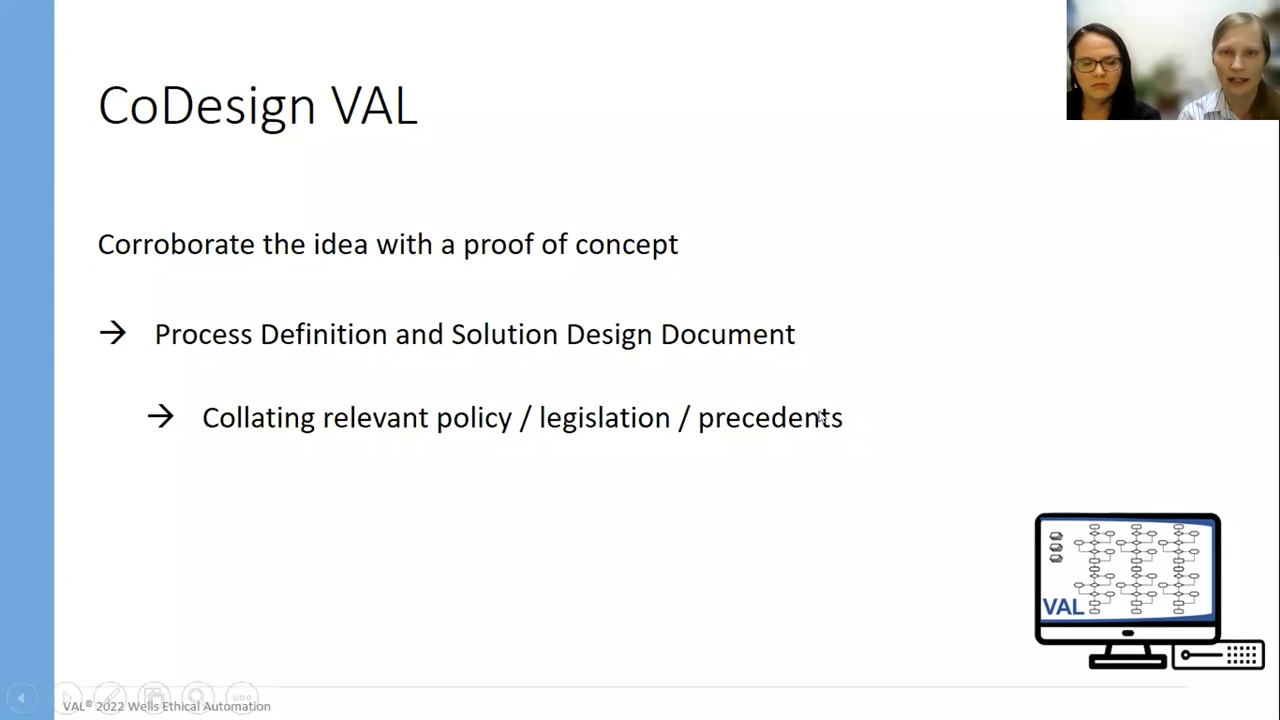 CoDesign VAL
Corroborate the idea with a proof of concept
→ Process Definition and Solution Design Document
→ Collating relevant policy / legislation / precedents
VAL
VAL® 2022 Wells Ethical Automation